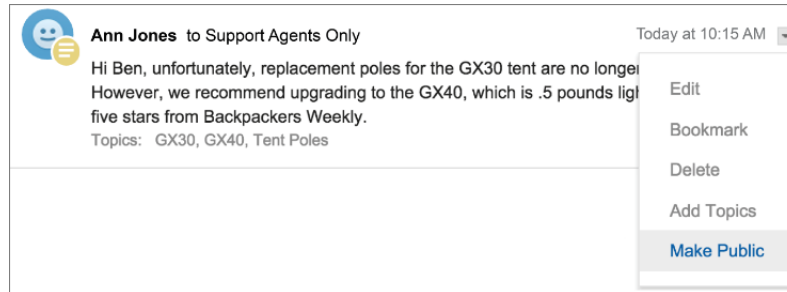 Ann Jones to Support Agents Only Today at 10:15 AM
Hi Ben, unfortunately, replacement poles for the GX30 tent are no
However, we recommend upgrading to the GX40, which is .5 pounds
five stars from Backpackers Weekly.
Topics: GX30, GX40, Tent Poles
Edit
Bookmark
Delete
Add Topics
Make Public